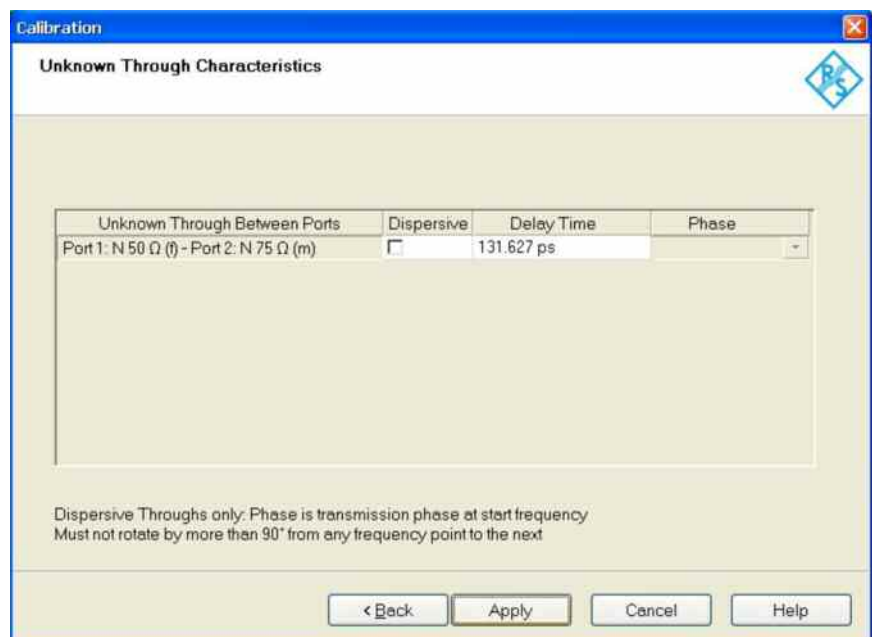 Calibration
Unknown Through Characteristics
R S
Unknown Through Between Ports Dispersive Delay Time Phase
Port 1: N 50 Ω (f) - Port 2: N 75 Ω (m) 131.627 ps
Dispersive Throughs only: Phase is transmission phase at start frequency
Must not rotate by more than 90° from any frequency point to the next
< Back Apply Cancel Help